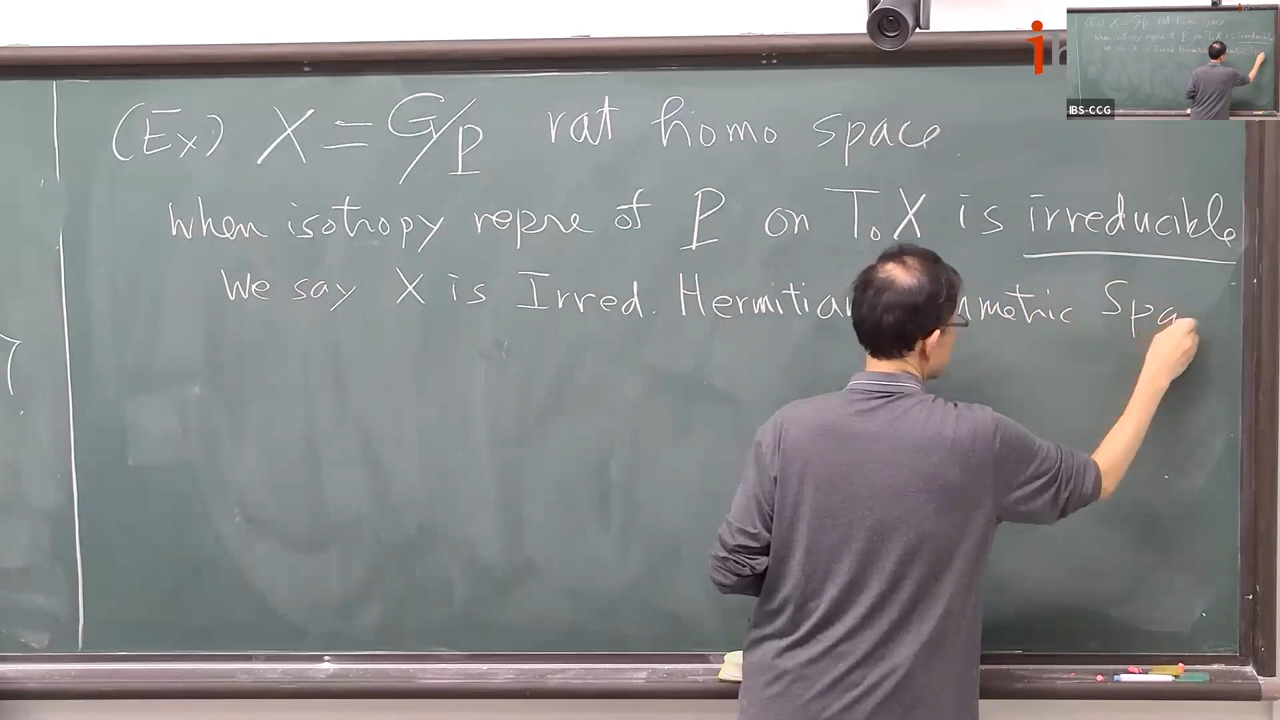 (Ex) X = G/P rat homo space
When isotropy repre of P on T₀X is irreducible
We say X is Irred. Hermitian mmetric Spa
IBS-CCG